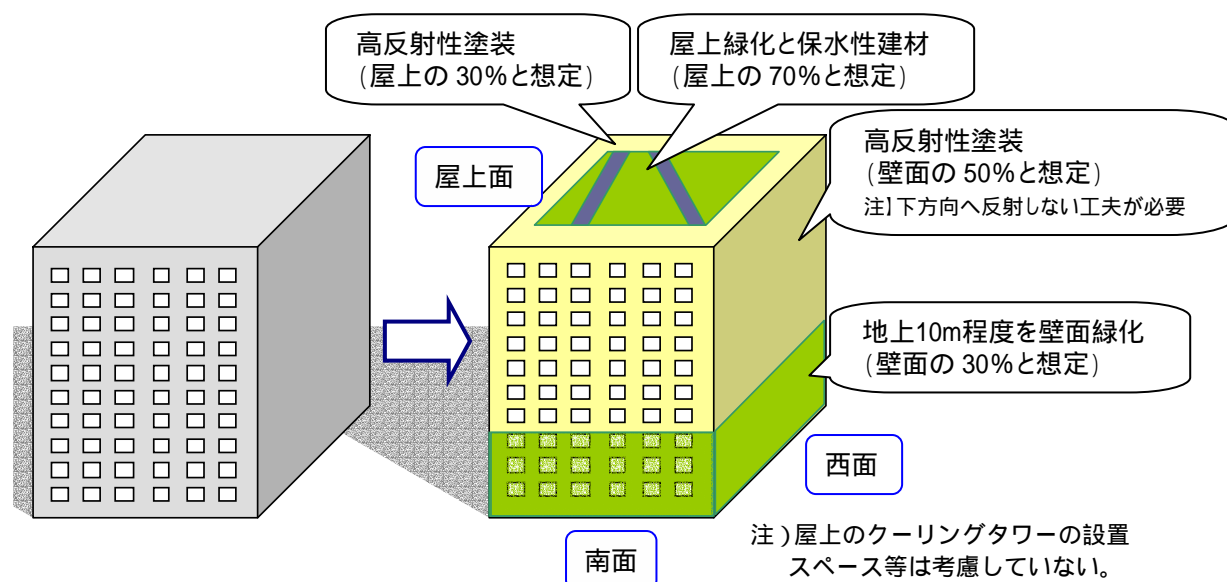 高反射性塗装
(屋上の 30%と想定)
屋上緑化と保水性建材
(屋上の 70%と想定)
高反射性塗装
(壁面の 50%と想定)
注】下方向へ反射しない工夫が必要
屋上面
地上10m程度を壁面緑化
(壁面の 30%と想定)
西面
南面
注)屋上のクーリングタワーの設置
スペース等は考慮していない。